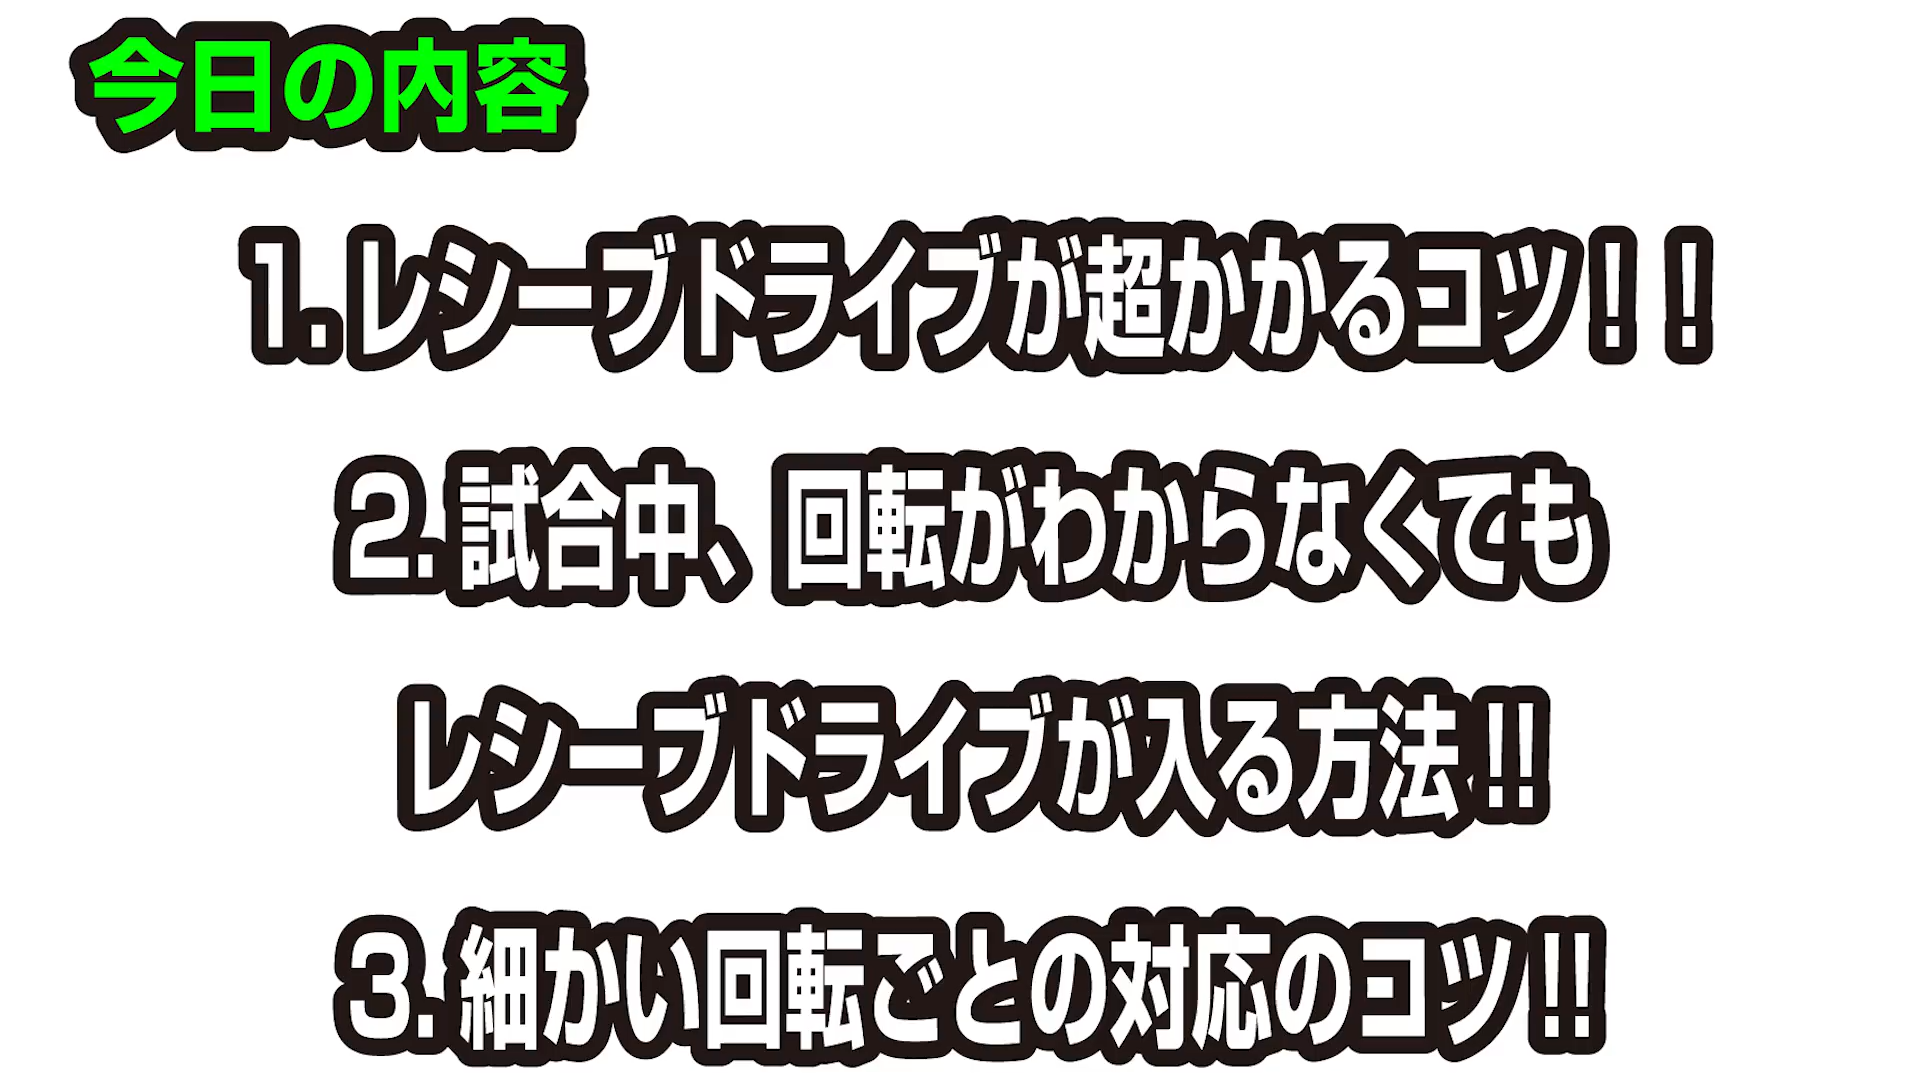 今日の内容
1.レシーブドライブが超かかるコツ！！
2.試合中、回転がわからなくても
レシーブドライブが入る方法!!
3.細かい回転ごとの対応のコツ!!